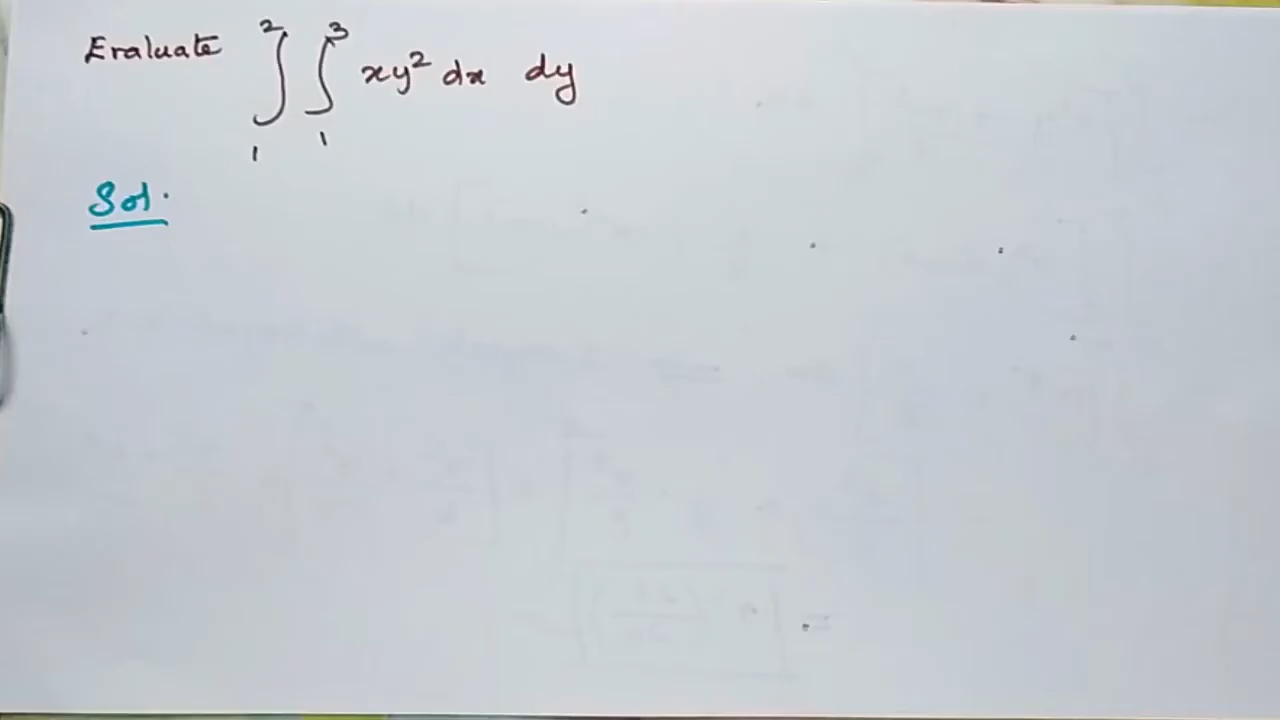 Evaluate ∫₁² ∫₁³ xy² dx dy
Sol.